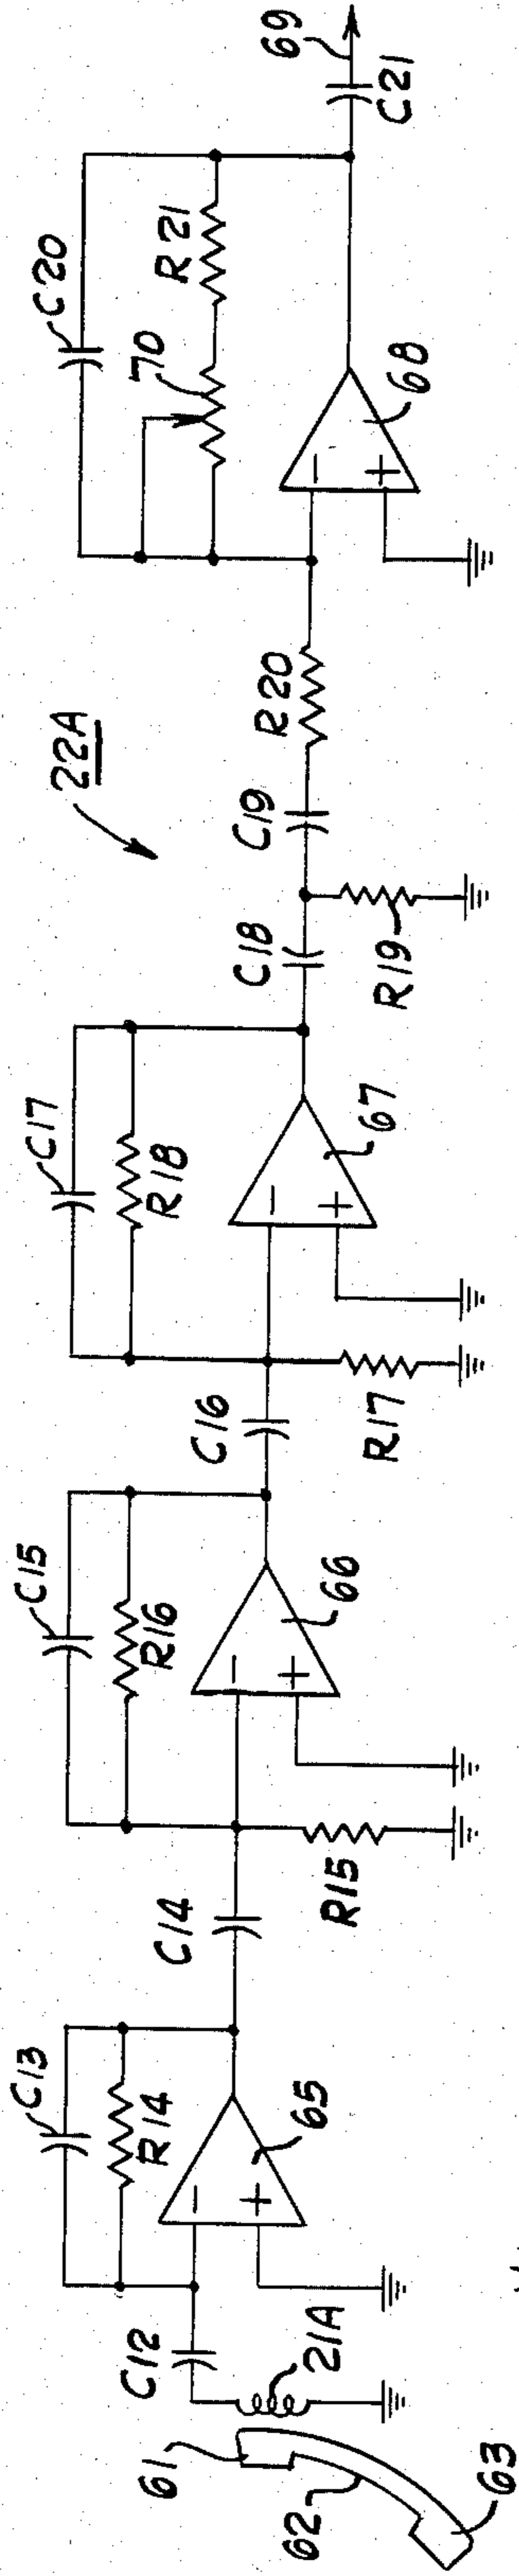 22A
C13
R14
C12
65
21A
61
62
63
C14
C15
R16
66
R15
C16
C17
R18
67
R17
C18
C19
R19
R20
C20
70
R21
68
C21
69
− +
− +
− +
− +